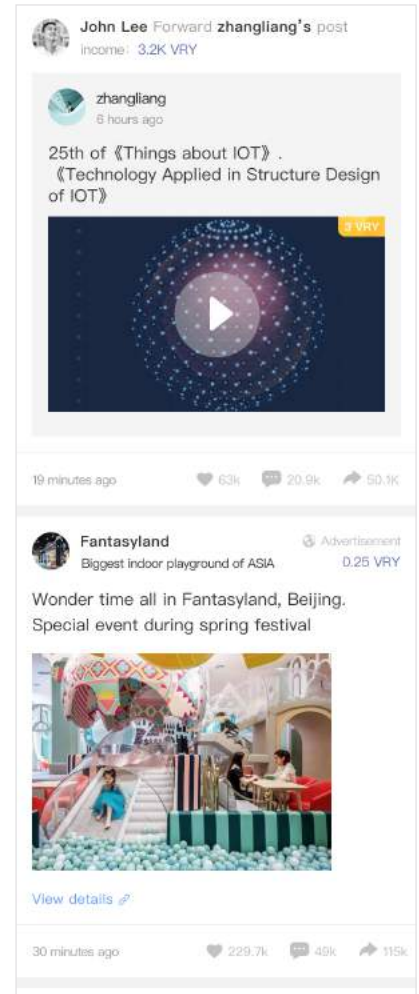 John Lee Forward zhangliang's post
income: 3.2K VRY
zhangliang
6 hours ago
25th of 《Things about IOT》.
《Technology Applied in Structure Design
of IOT》
3 VRY
19 minutes ago 63k 20.9k 50.1K
Fantasyland Advertisement
Biggest indoor playground of ASIA 0.25 VRY
Wonder time all in Fantasyland, Beijing.
Special event during spring festival
View details
30 minutes ago 229.7k 49k 115k